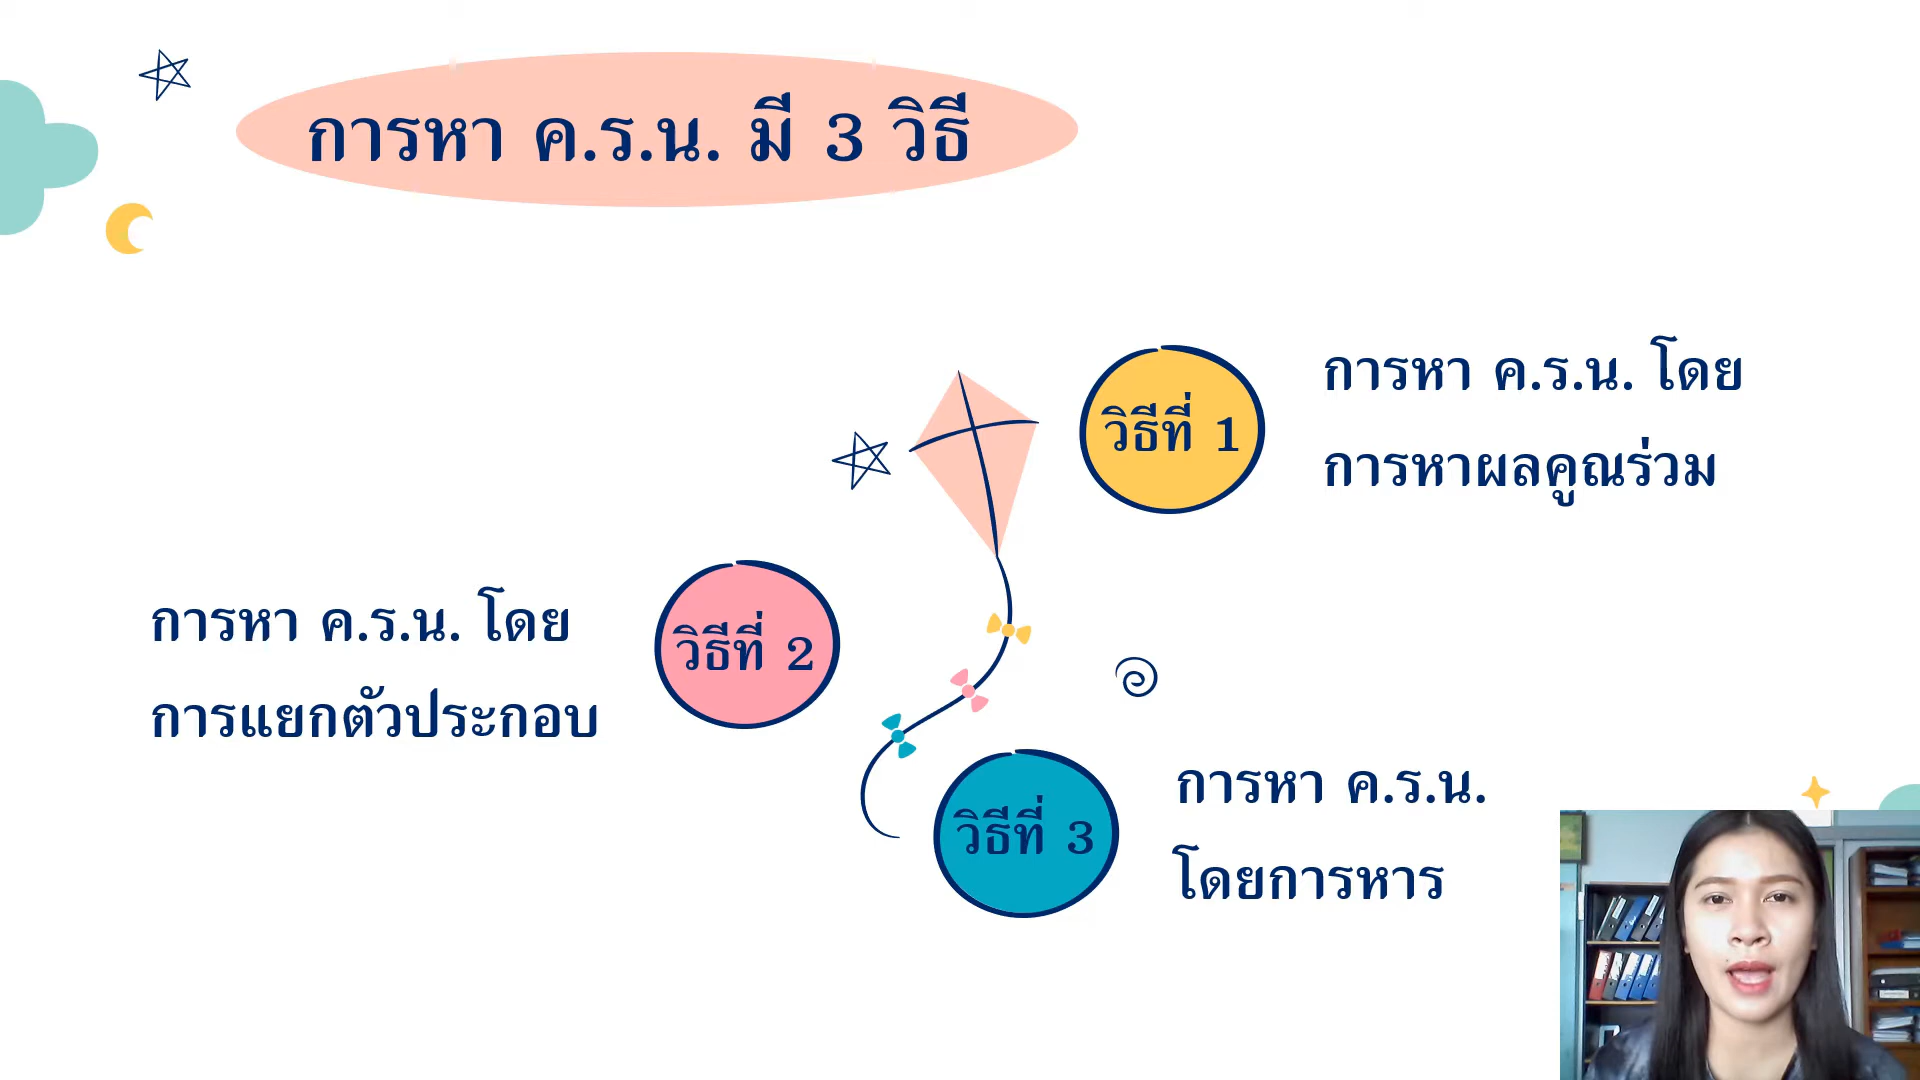 การหา ค.ร.น. มี 3 วิธี
วิธีที่ 1
การหา ค.ร.น. โดย
การหาผลคูณร่วม
วิธีที่ 2
การหา ค.ร.น. โดย
การแยกตัวประกอบ
วิธีที่ 3
การหา ค.ร.น.
โดยการหาร